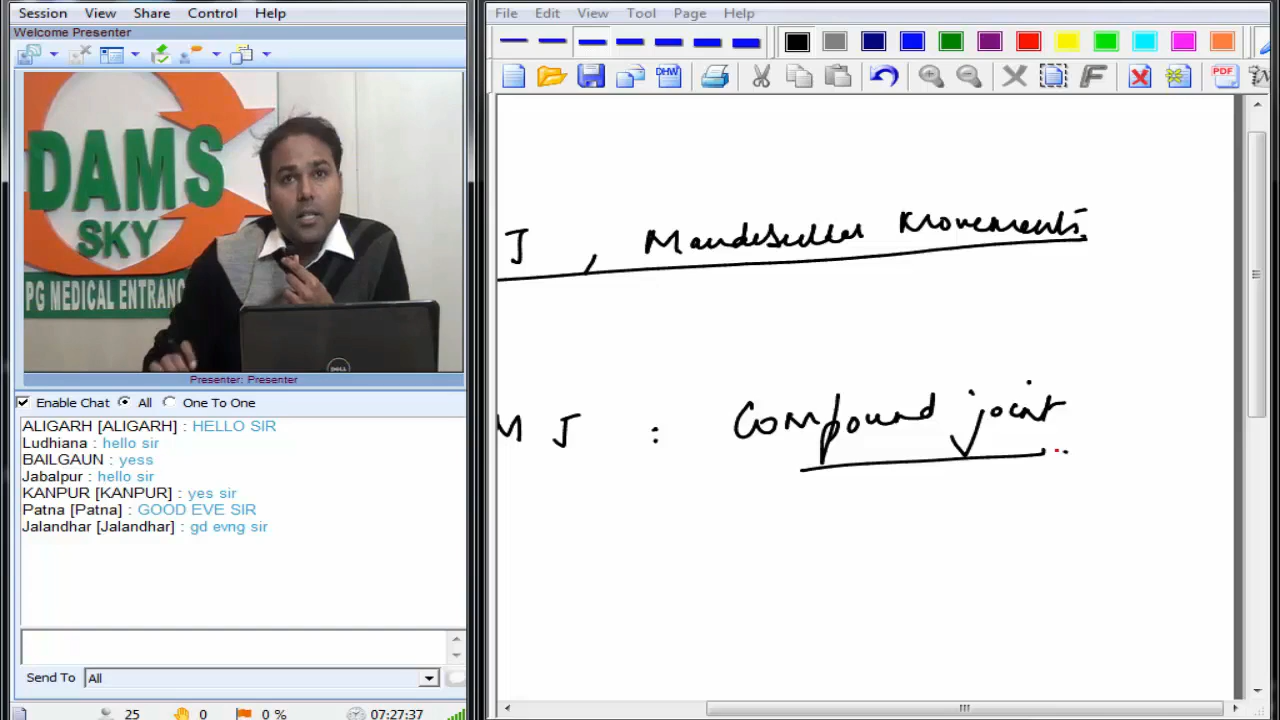 Session View Share Control Help
Welcome Presenter
DAMS
SKY
PG MEDICAL ENTRANC
Presenter: Presenter
Enable Chat All One To One
ALIGARH [ALIGARH] : HELLO SIR
Ludhiana : hello sir
BAILGAUN : yess
Jabalpur : hello sir
KANPUR [KANPUR] : yes sir
Patna [Patna] : GOOD EVE SIR
Jalandhar [Jalandhar] : gd evng sir
Send To All
25 0 0 % 07:27:37
File Edit View Tool Page Help
DHW PDF
J , Mandibular Movements
M J : Compound joint
DELL